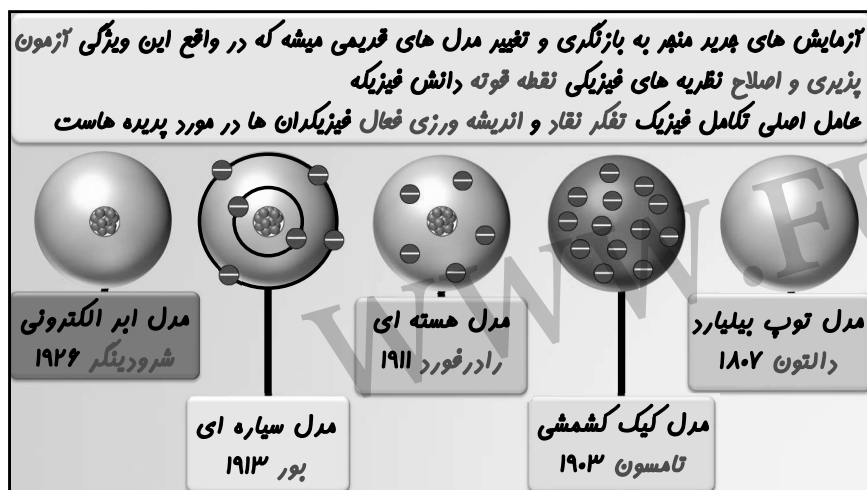 آزمایش های جدید منجر به بازنگری و تغییر مدل های قدیمی میشه که در واقع این ویژگی آزمون
پذیری و اصلاح نظریه های فیزیکی نقطه قوته دانش فیزیکه
عامل اصلی تکامل فیزیک تفکر نقاد و اندیشه ورزی فعال فیزیکدان ها در مورد پدیده هاست
مدل توپ بیلیارد
دالتون ۱۸۰۷
مدل کیک کشمشی
تامسون ۱۹۰۳
مدل هسته ای
رادرفورد ۱۹۱۱
مدل سیاره ای
بور ۱۹۱۳
مدل ابر الکترونی
شرودینگر ۱۹۲۶